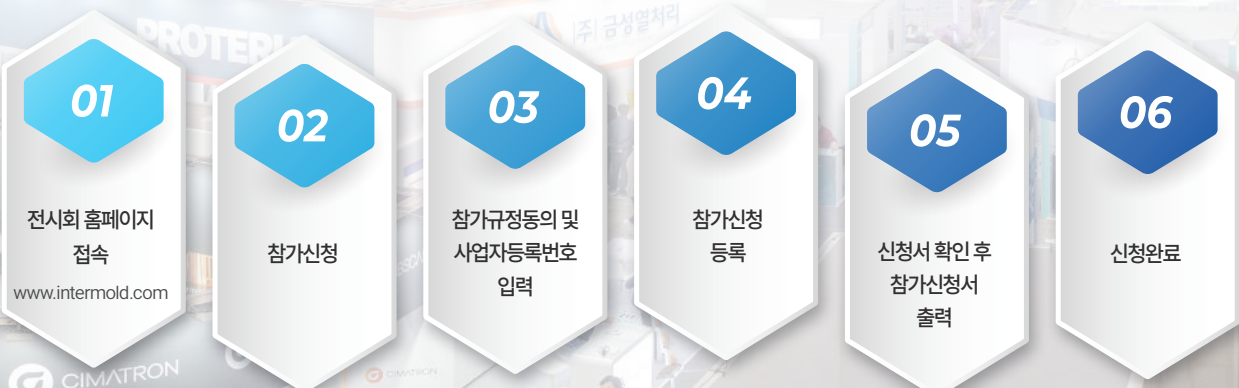 PROTERI
(주) 금성열처리
01
전시회 홈페이지
접속
www.intermold.com
02
참가신청
03
참가규정동의 및
사업자등록번호
입력
04
참가신청
등록
05
신청서 확인 후
참가신청서
출력
06
신청완료
CIMATRON
CIMATRON